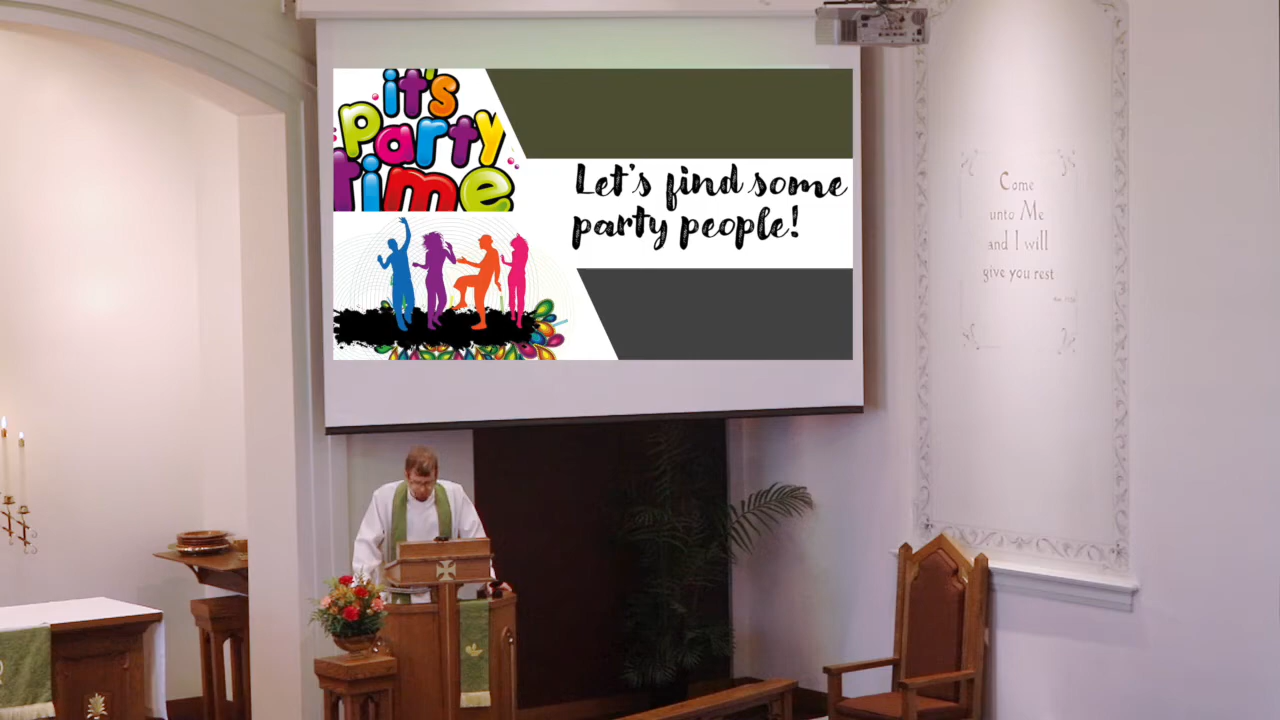 it's
party
time
Let's find some
party people!
Come
unto Me
and I will
give you rest